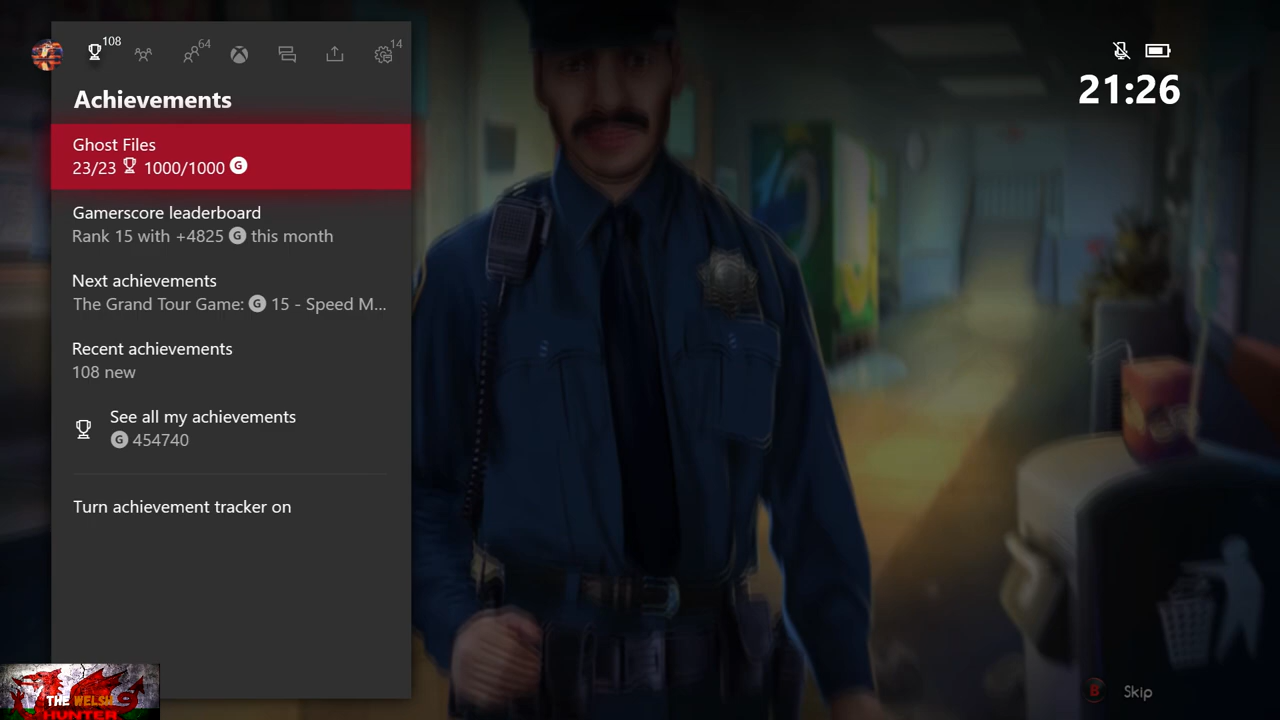 108
64
14
21:26
Achievements
Ghost Files
23/23 1000/1000 G
Gamerscore leaderboard
Rank 15 with +4825 G this month
Next achievements
The Grand Tour Game: G 15 - Speed M...
Recent achievements
108 new
See all my achievements
G 454740
Turn achievement tracker on
THE WELSH
HUNTER
B Skip